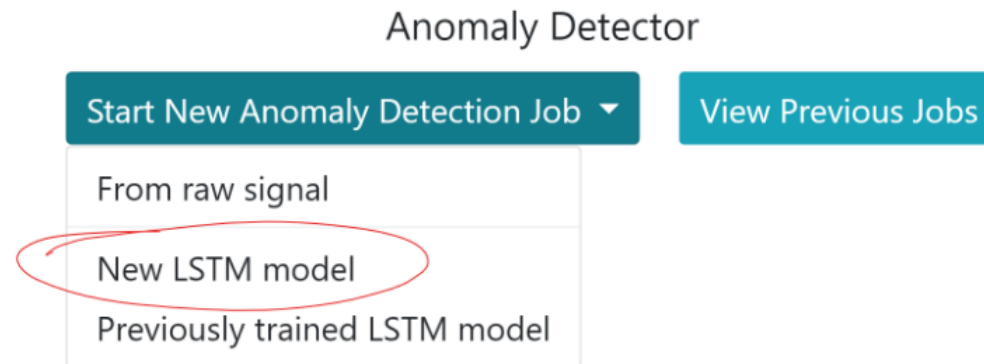 Anomaly Detector
Start New Anomaly Detection Job
View Previous Jobs
From raw signal
New LSTM model
Previously trained LSTM model